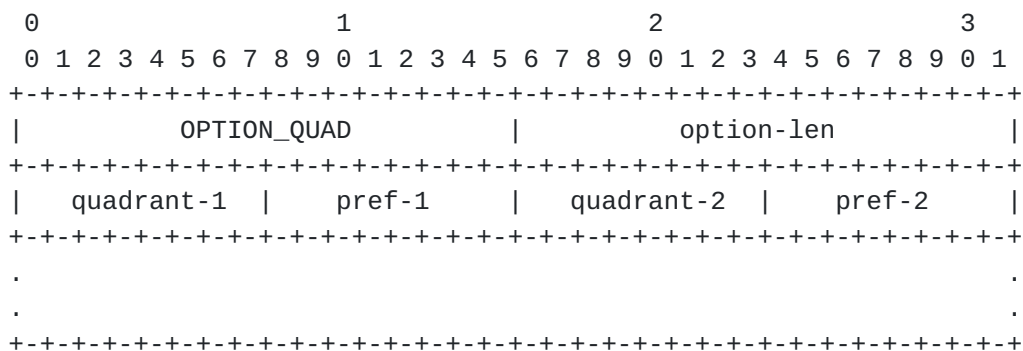 0                   1                   2                   3
 0 1 2 3 4 5 6 7 8 9 0 1 2 3 4 5 6 7 8 9 0 1 2 3 4 5 6 7 8 9 0 1
+-+-+-+-+-+-+-+-+-+-+-+-+-+-+-+-+-+-+-+-+-+-+-+-+-+-+-+-+-+-+-+-+
|          OPTION_QUAD          |          option-len           |
+-+-+-+-+-+-+-+-+-+-+-+-+-+-+-+-+-+-+-+-+-+-+-+-+-+-+-+-+-+-+-+-+
|   quadrant-1  |    pref-1     |   quadrant-2  |    pref-2     |
+-+-+-+-+-+-+-+-+-+-+-+-+-+-+-+-+-+-+-+-+-+-+-+-+-+-+-+-+-+-+-+-+
.                                                               .
.                                                               .
+-+-+-+-+-+-+-+-+-+-+-+-+-+-+-+-+-+-+-+-+-+-+-+-+-+-+-+-+-+-+-+-+